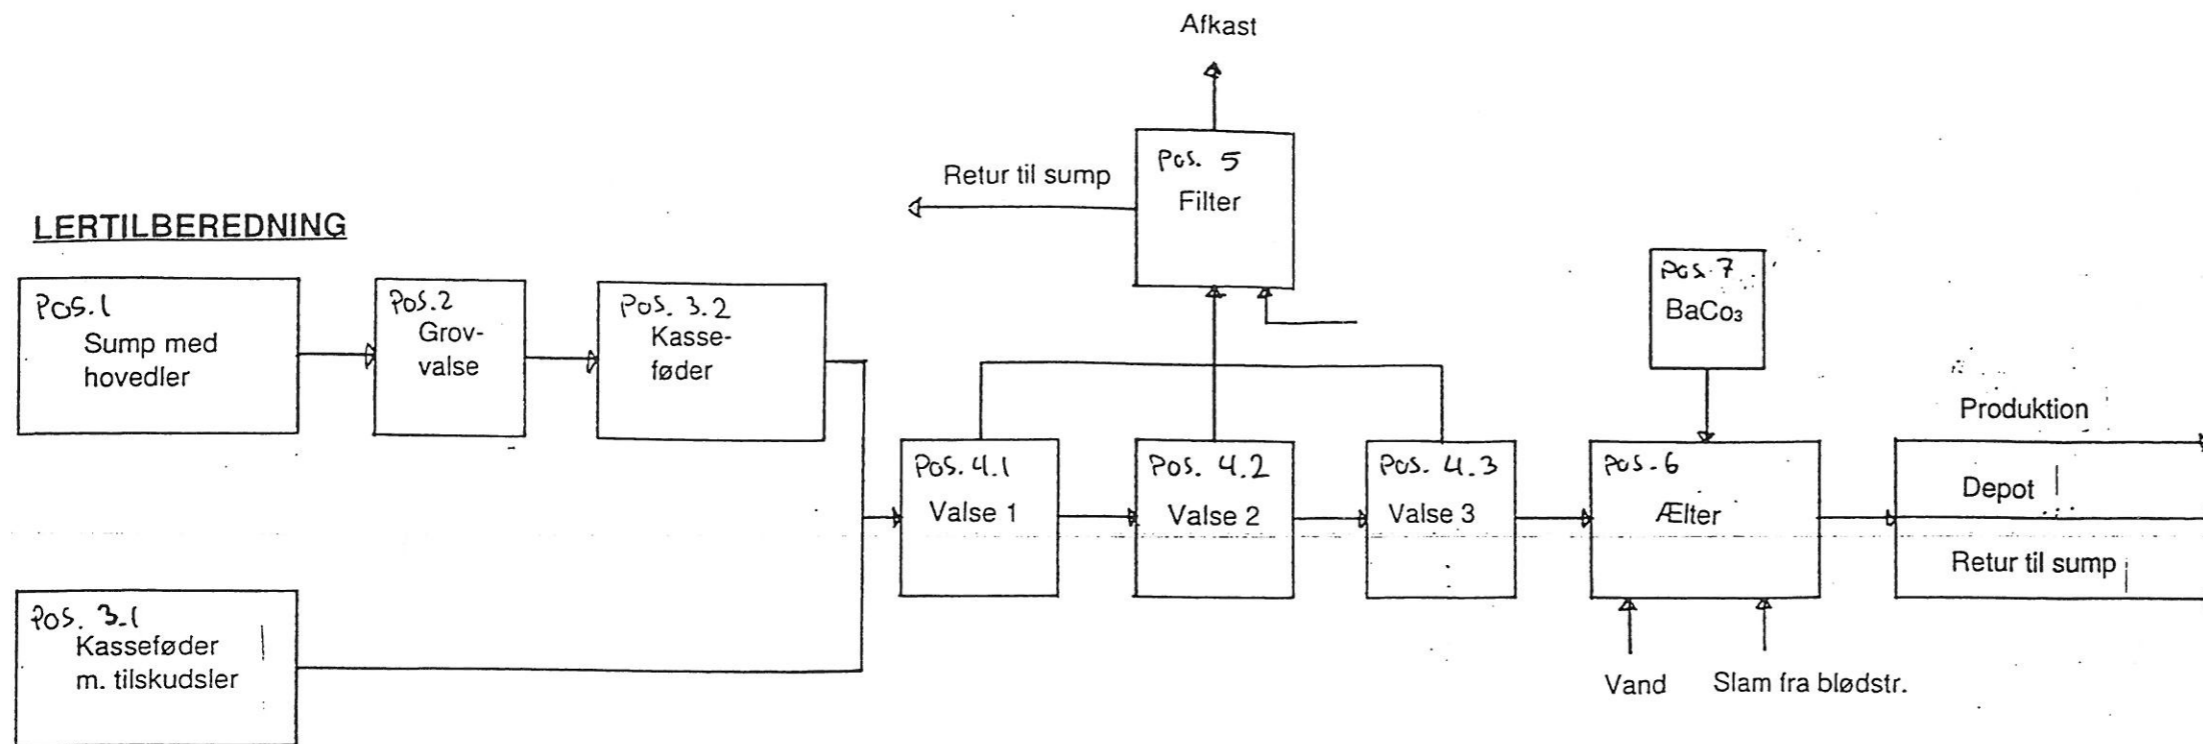 Afkast
Pos. 5
Filter
Retur til sump
LERTILBEREDNING
Pos.1
Sump med
hovedler
Pos.2
Grov-
valse
Pos. 3.2
Kasse-
føder
Pos. 7
BaCo₃
Produktion
Pos. 4.1
Valse 1
Pos. 4.2
Valse 2
Pos. 4.3
Valse 3
Pos. 6
Ælter
Depot
Retur til sump
Pos. 3.1
Kasseføder
m. tilskudsler
Vand
Slam fra blødstr.